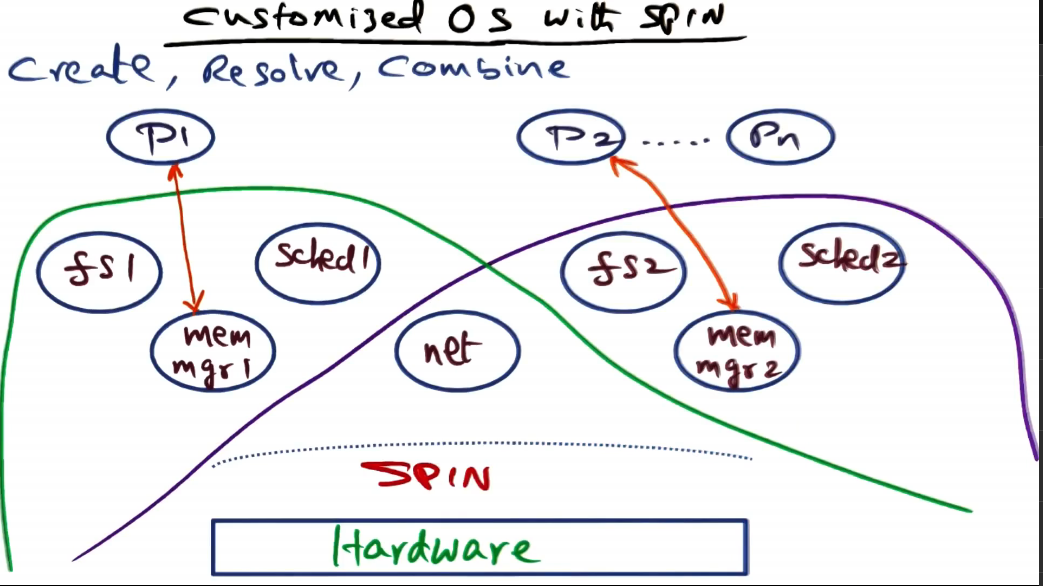 Customized OS with SPIN
Create, Resolve, Combine
P1
P2 ..... Pn
fs1
sched1
fs2
sched2
mem
mgr1
net
mem
mgr2
SPIN
Hardware